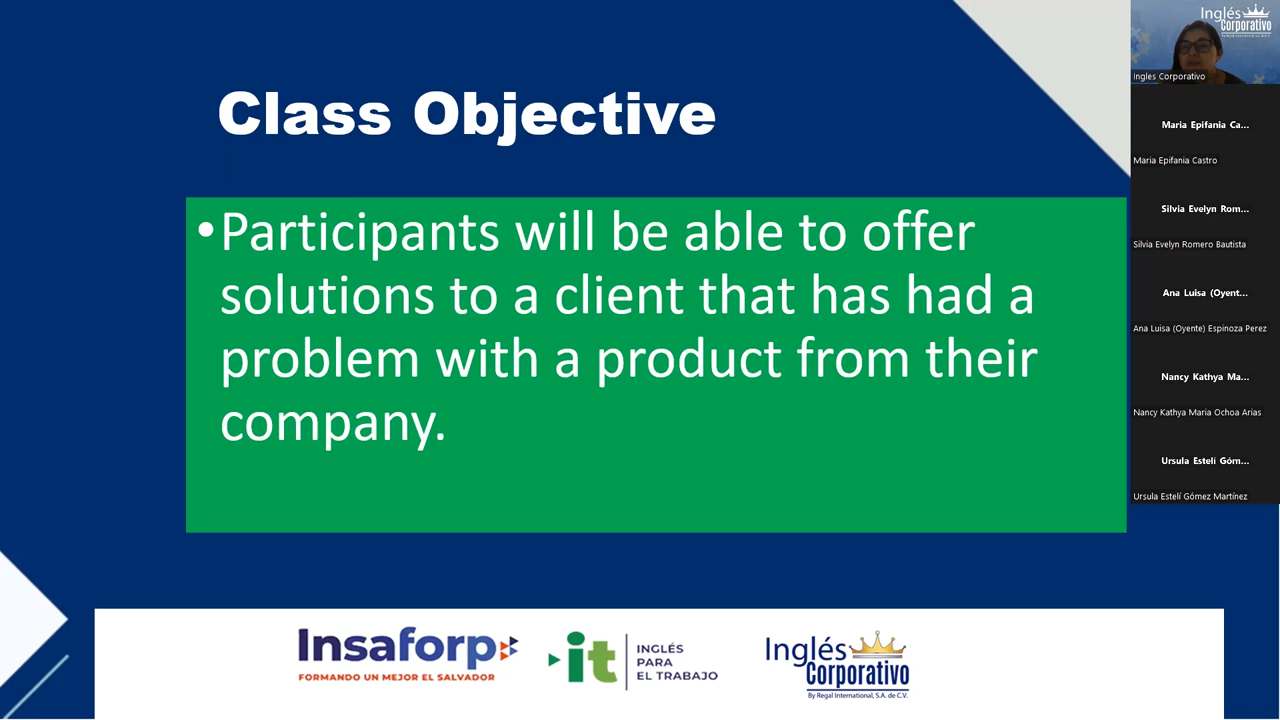 Class Objective
•Participants will be able to offer
solutions to a client that has had a
problem with a product from their
company.
Insaforp
FORMANDO UN MEJOR EL SALVADOR
it
INGLÉS
PARA
EL TRABAJO
Inglés
Corporativo
By Regal International, S.A. de C.V.
Inglés
Corporativo
Ingles Corporativo
Maria Epifania Ca...
Maria Epifania Castro
Silvia Evelyn Rom...
Silvia Evelyn Romero Bautista
Ana Luisa (Oyent...
Ana Luisa (Oyente) Espinoza Perez
Nancy Kathya Ma...
Nancy Kathya Maria Ochoa Arias
Ursula Estelí Góm...
Ursula Estelí Gómez Martínez